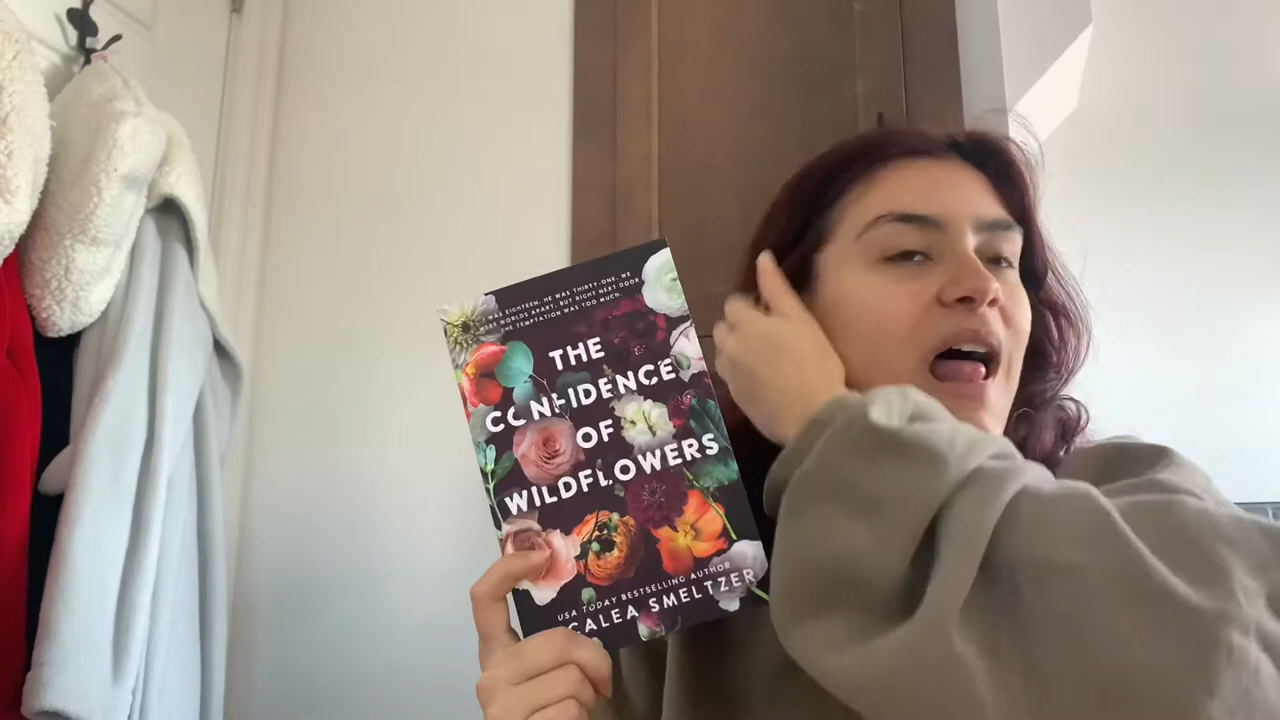 I WAS EIGHTEEN. HE WAS THIRTY-ONE. WE
WERE WORLDS APART, BUT RIGHT NEXT DOOR
THE TEMPTATION WAS TOO MUCH.
THE
CONFIDENCE
OF
WILDFLOWERS
USA TODAY BESTSELLING AUTHOR
CALEA SMELTZER